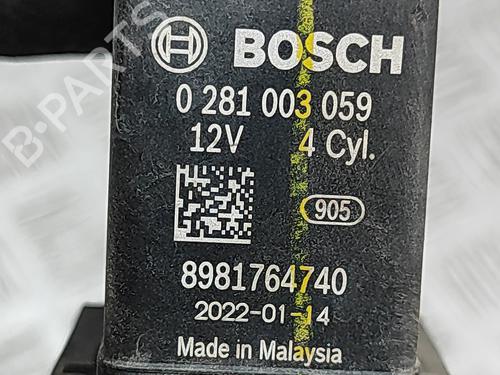 BOSCH
0 281 003 059
12V 4 Cyl.
905
8981764740
2022-01-14
Made in Malaysia
B-PARTS